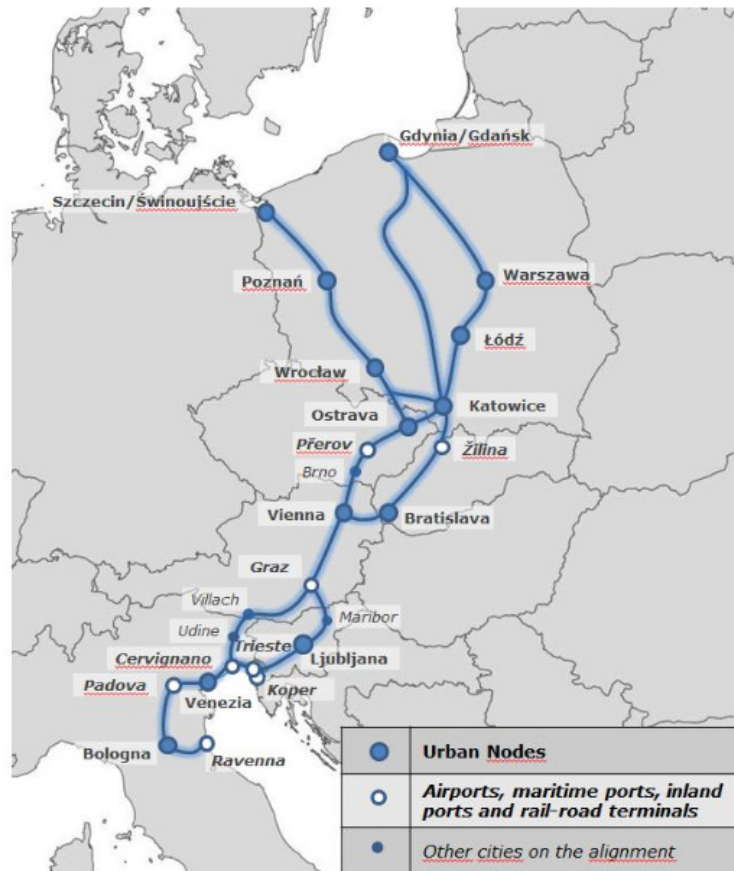 Gdynia/Gdańsk
Szczecin/Świnoujście
Poznań
Warszawa
Łódź
Wrocław
Katowice
Ostrava
Přerov
Žilina
Brno
Vienna
Bratislava
Graz
Villach
Maribor
Udine
Trieste
Cervignano
Ljubljana
Padova
Koper
Venezia
Bologna
Ravenna
Urban Nodes
Airports, maritime ports, inland
ports and rail-road terminals
Other cities on the alignment